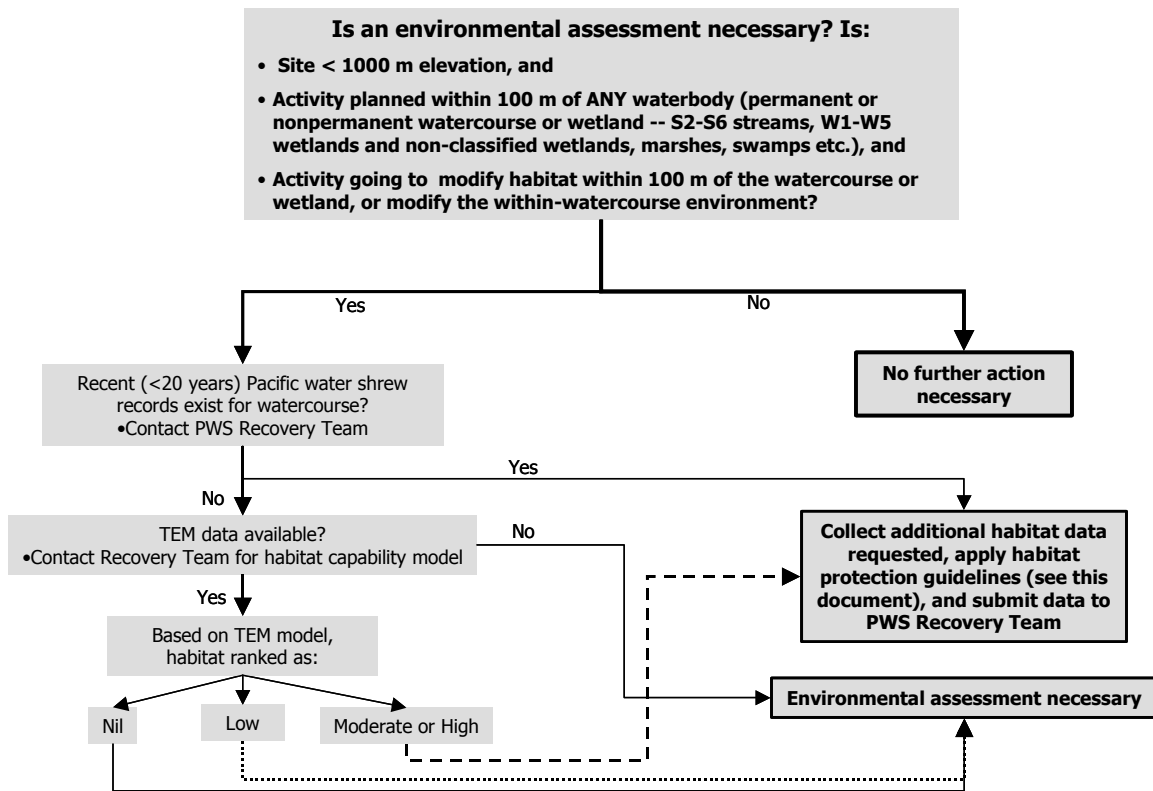 Is an environmental assessment necessary? Is:
• Site < 1000 m elevation, and
• Activity planned within 100 m of ANY waterbody (permanent or
nonpermanent watercourse or wetland -- S2-S6 streams, W1-W5
wetlands and non-classified wetlands, marshes, swamps etc.), and
• Activity going to modify habitat within 100 m of the watercourse or
wetland, or modify the within-watercourse environment?
Yes
No
Recent (<20 years) Pacific water shrew
records exist for watercourse?
•Contact PWS Recovery Team
No further action
necessary
Yes
No
TEM data available?
•Contact Recovery Team for habitat capability model
No
Collect additional habitat data
requested, apply habitat
protection guidelines (see this
document), and submit data to
PWS Recovery Team
Yes
Based on TEM model,
habitat ranked as:
Environmental assessment necessary
Nil
Low
Moderate or High